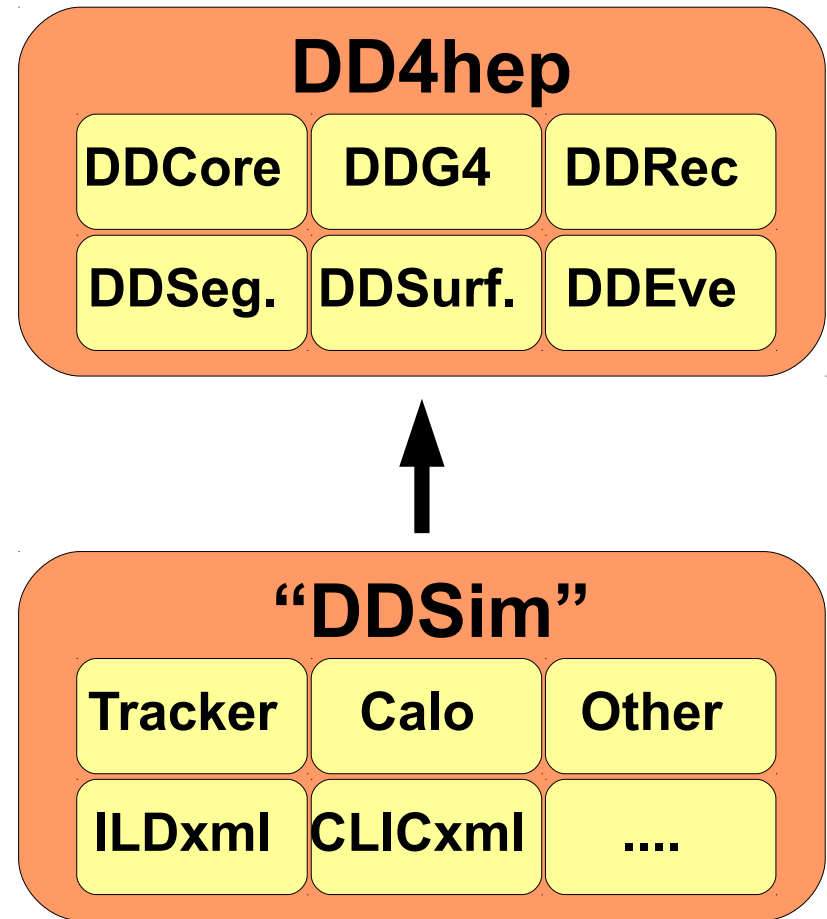 DD4hep
DDCore DDG4 DDRec
DDSeg. DDSurf. DDEve
“DDSim”
Tracker Calo Other
ILDxml CLICxml ....